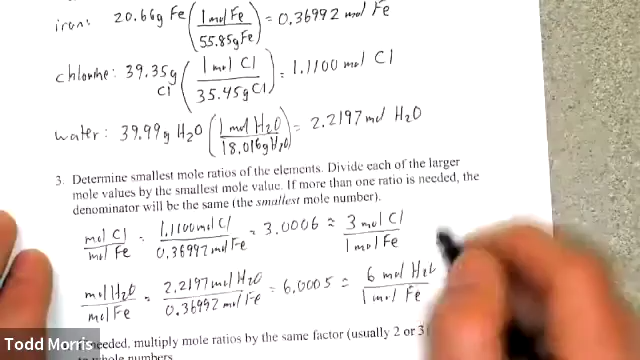 iron: 20.66g Fe (1 mol Fe / 55.85g Fe) = 0.36992 mol Fe
chlorine: 39.35g Cl (1 mol Cl / 35.45g Cl) = 1.1100 mol Cl
water: 39.99g H₂O (1 mol H₂O / 18.016g H₂O) = 2.2197 mol H₂O
3. Determine smallest mole ratios of the elements. Divide each of the larger
mole values by the smallest mole value. If more than one ratio is needed, the
denominator will be the same (the smallest mole number).
mol Cl / mol Fe = 1.1100 mol Cl / 0.36992 mol Fe = 3.0006 ≈ 3 mol Cl / 1 mol Fe
mol H₂O / mol Fe = 2.2197 mol H₂O / 0.36992 mol Fe = 6.0005 ≈ 6 mol H₂O / 1 mol Fe
needed, multiply mole ratios by the same factor (usually 2 or 3
whole numbers
Todd Morris